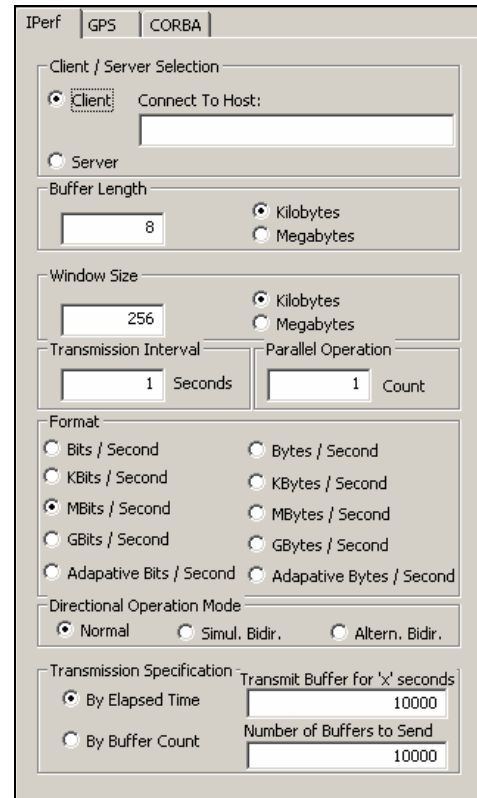 IPerf GPS CORBA
Client / Server Selection
Client Connect To Host:
Server
Buffer Length
8 Kilobytes
Megabytes
Window Size
256 Kilobytes
Megabytes
Transmission Interval Parallel Operation
1 Seconds 1 Count
Format
Bits / Second Bytes / Second
KBits / Second KBytes / Second
MBits / Second MBytes / Second
GBits / Second GBytes / Second
Adapative Bits / Second Adapative Bytes / Second
Directional Operation Mode
Normal Simul. Bidir. Altern. Bidir.
Transmission Specification Transmit Buffer for 'x' seconds
By Elapsed Time 10000
By Buffer Count Number of Buffers to Send
10000